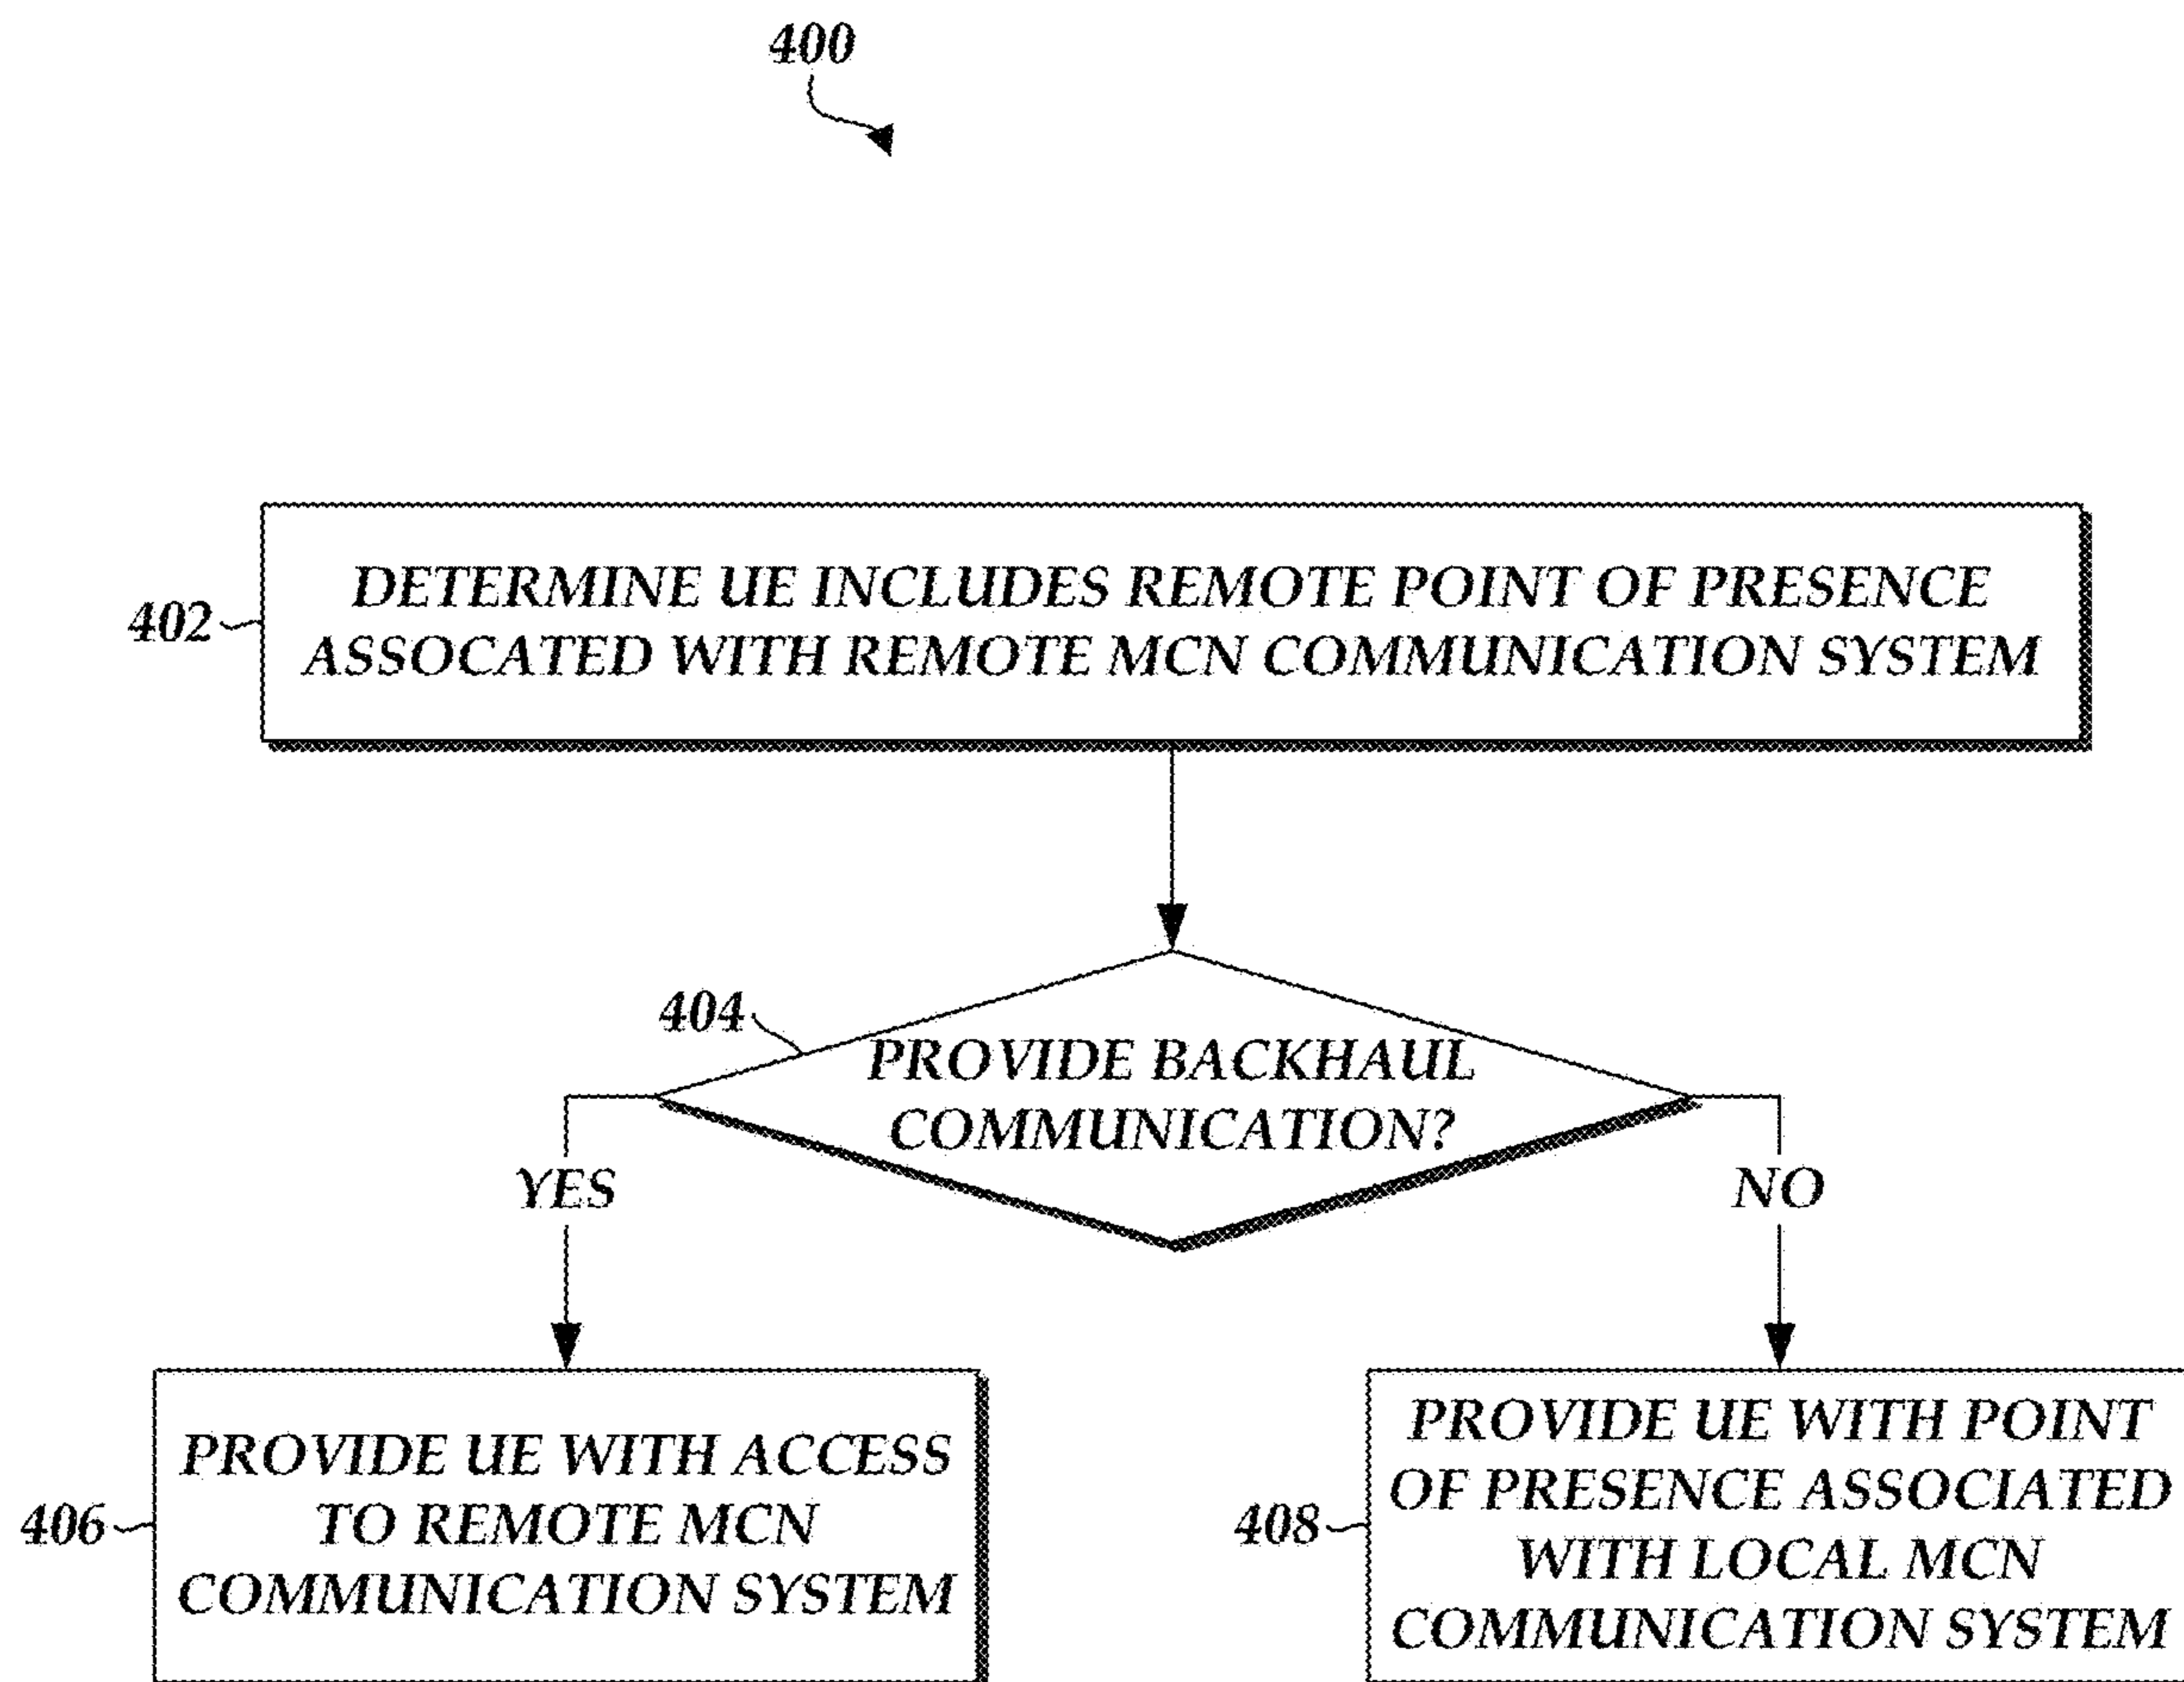 400
402
DETERMINE UE INCLUDES REMOTE POINT OF PRESENCE
ASSOCATED WITH REMOTE MCN COMMUNICATION SYSTEM
404
PROVIDE BACKHAUL
COMMUNICATION?
YES
NO
406
PROVIDE UE WITH ACCESS
TO REMOTE MCN
COMMUNICATION SYSTEM
408
PROVIDE UE WITH POINT
OF PRESENCE ASSOCIATED
WITH LOCAL MCN
COMMUNICATION SYSTEM